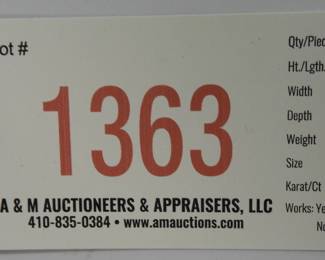 ot #
1363
A & M AUCTIONEERS & APPRAISERS, LLC
410-835-0384 • www.amauctions.com
Qty/Piec
Ht./Lgth.
Width
Depth
Weight
Size
Karat/Ct
Works: Ye
No